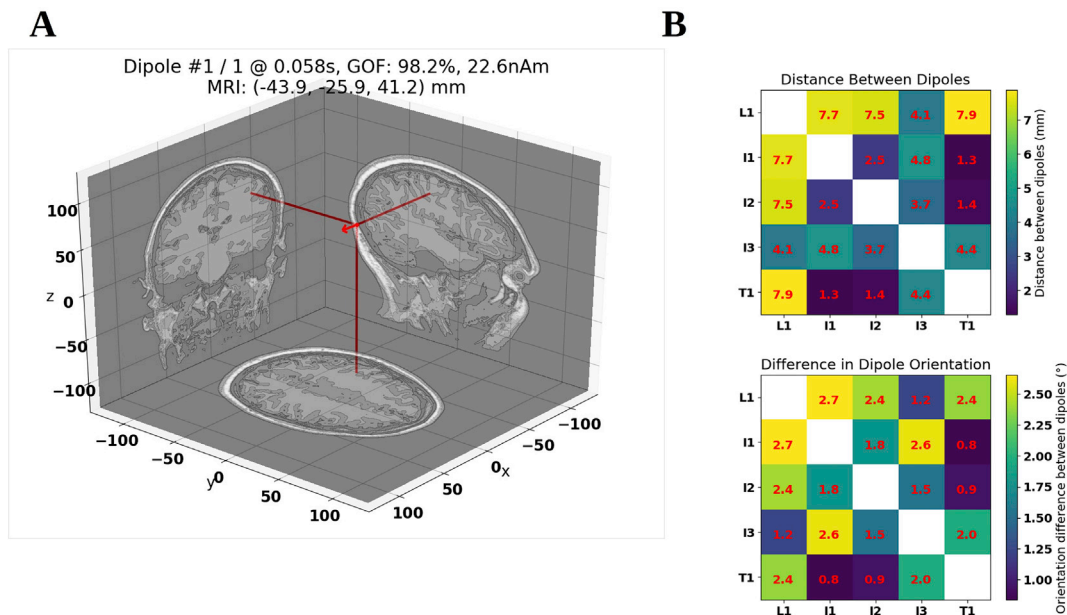 A
B
Dipole #1 / 1 @ 0.058s, GOF: 98.2%, 22.6nAm
MRI: (-43.9, -25.9, 41.2) mm
100
50
z 0
−50
−100
−100
−50
y0
50
100
−100
−50
0x
50
100
Distance Between Dipoles
L1 7.7 7.5 4.1 7.9
I1 7.7 2.5 4.8 1.3
I2 7.5 2.5 3.7 1.4
I3 4.1 4.8 3.7 4.4
T1 7.9 1.3 1.4 4.4
L1 I1 I2 I3 T1
7
6
5
4
3
2
Distance between dipoles (mm)
Difference in Dipole Orientation
L1 2.7 2.4 1.2 2.4
I1 2.7 1.8 2.6 0.8
I2 2.4 1.8 1.5 0.9
I3 1.2 2.6 1.5 2.0
T1 2.4 0.8 0.9 2.0
L1 I1 I2 I3 T1
2.50
2.25
2.00
1.75
1.50
1.25
1.00
Orientation difference between dipoles (°)